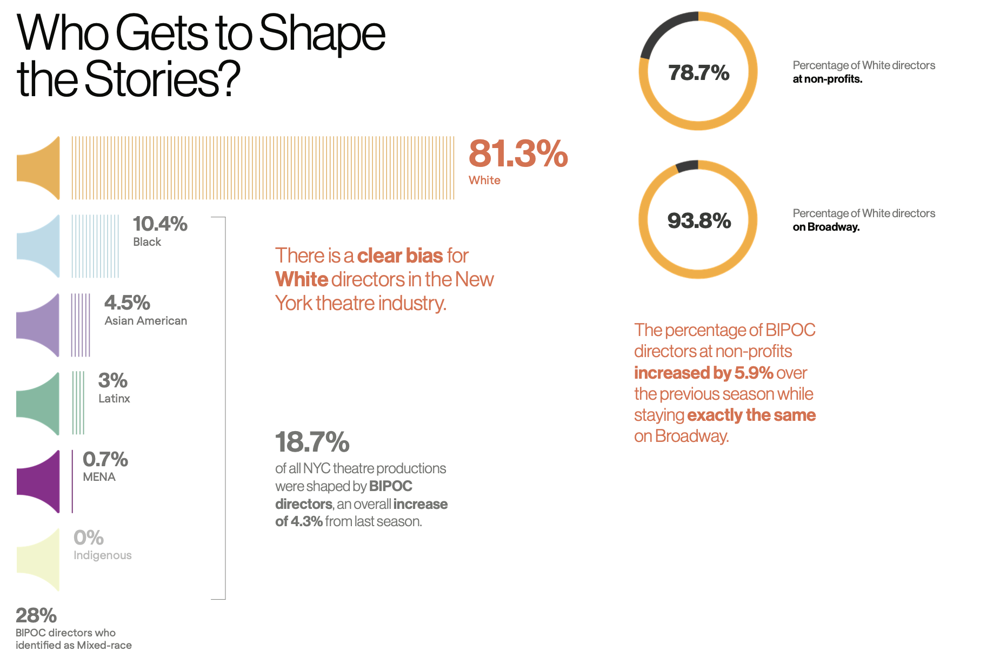 Who Gets to Shape
the Stories?
81.3%
White
10.4%
Black
4.5%
Asian American
3%
Latinx
0.7%
MENA
0%
Indigenous
28%
BIPOC directors who
identified as Mixed-race
There is a clear bias for
White directors in the New
York theatre industry.
18.7%
of all NYC theatre productions
were shaped by BIPOC
directors, an overall increase
of 4.3% from last season.
78.7%
Percentage of White directors
at non-profits.
93.8%
Percentage of White directors
on Broadway.
The percentage of BIPOC
directors at non-profits
increased by 5.9% over
the previous season while
staying exactly the same
on Broadway.